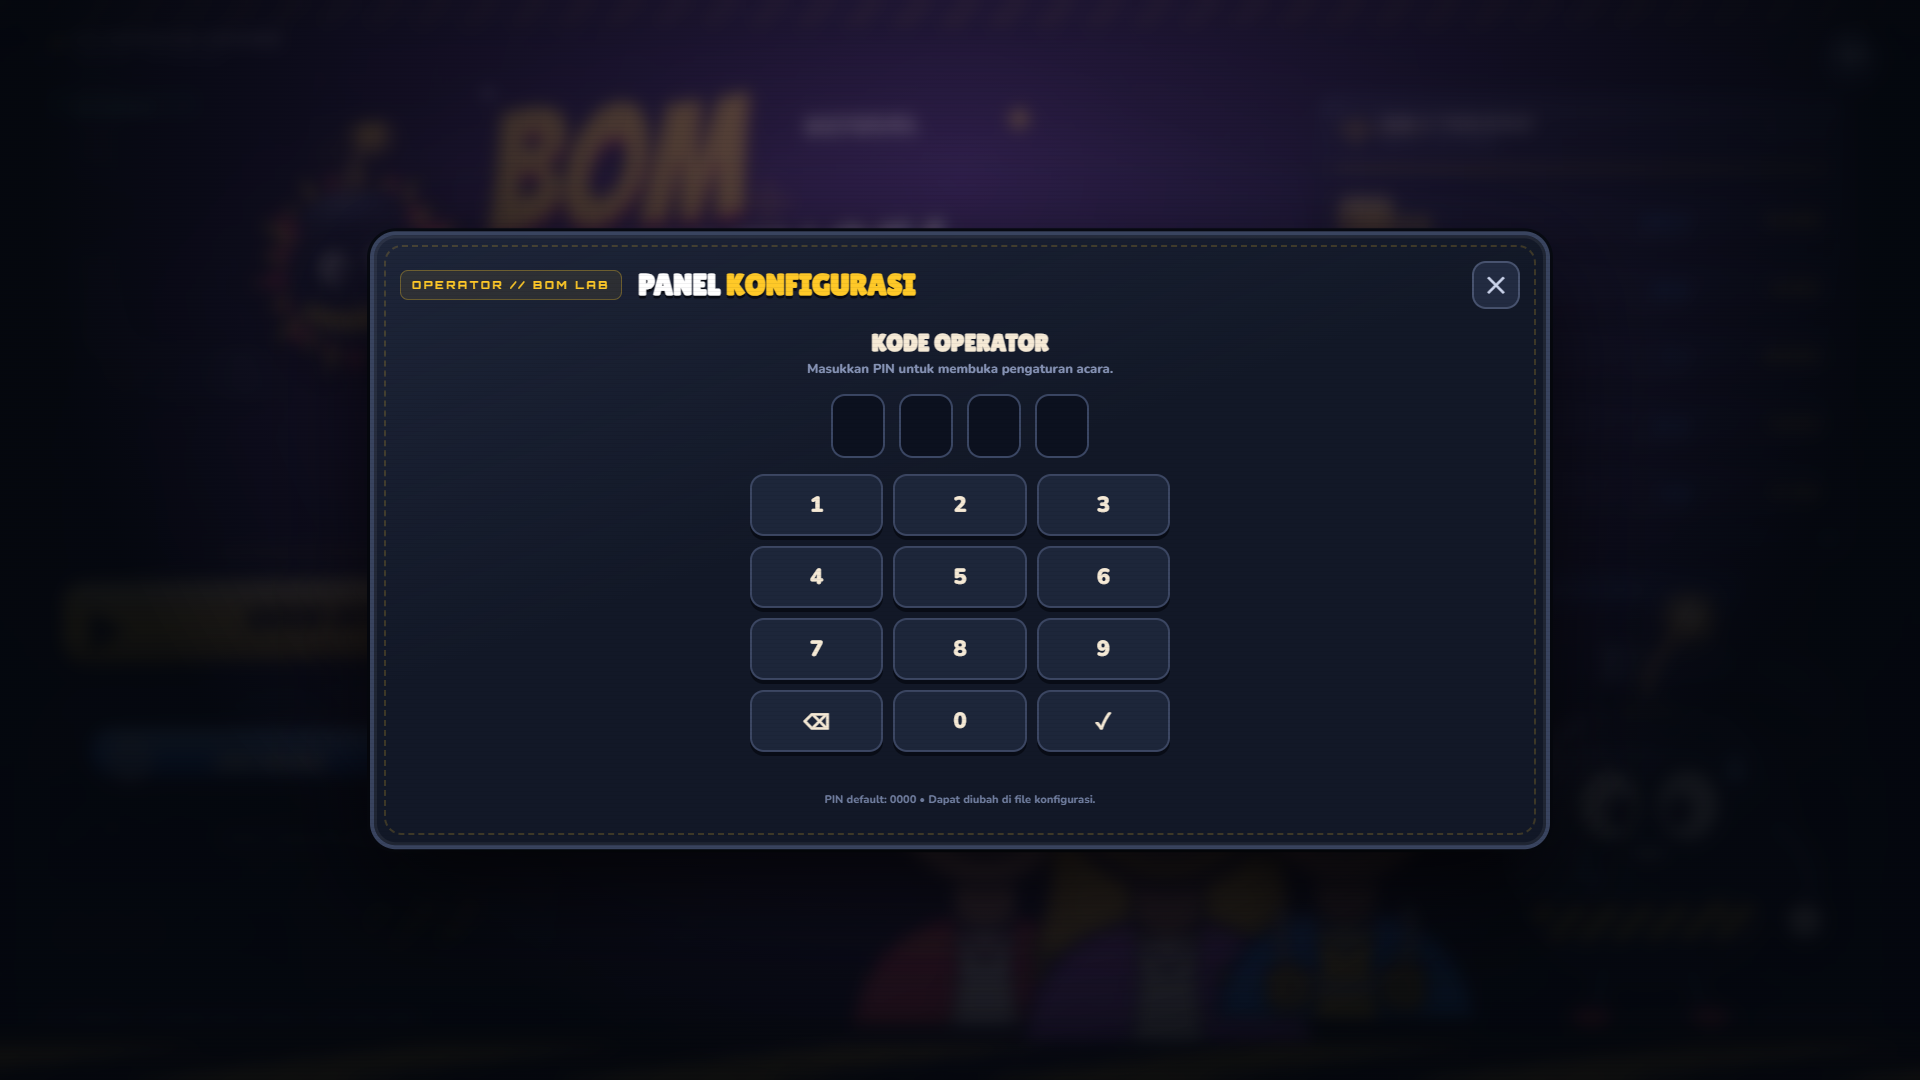 BOM
OPERATOR // BOM LAB
PANEL KONFIGURASI
KODE OPERATOR
Masukkan PIN untuk membuka pengaturan acara.
1 2 3
4 5 6
7 8 9
⌫ 0 ✓
PIN default: 0000 • Dapat diubah di file konfigurasi.